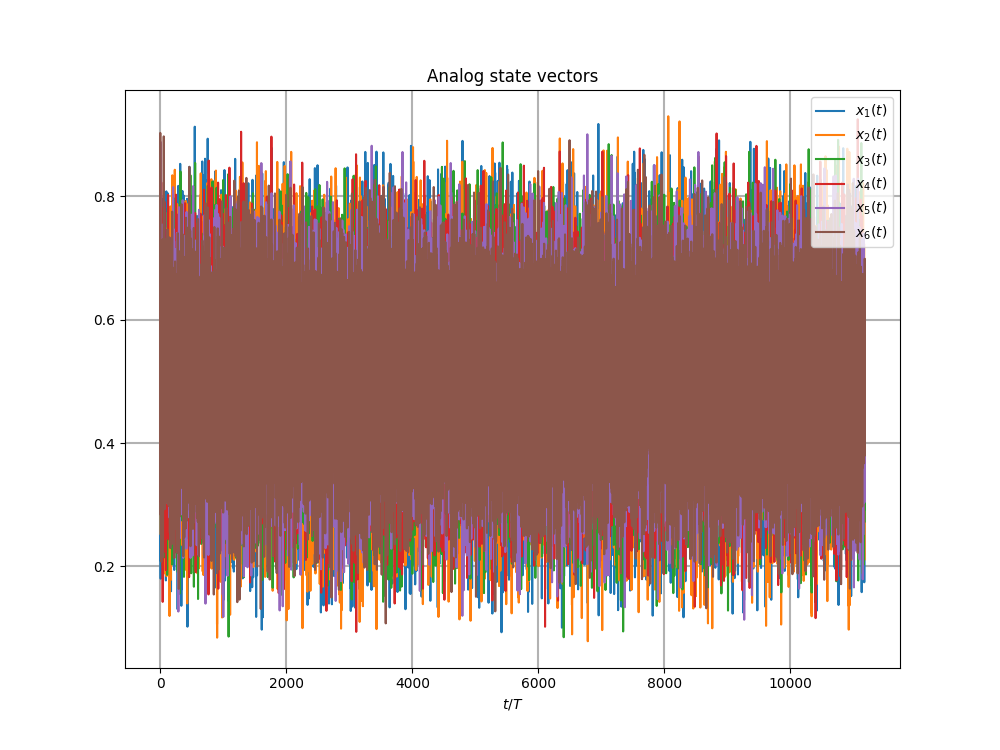 Analog state vectors
x₁(t)
x₂(t)
x₃(t)
x₄(t)
x₅(t)
x₆(t)
0.8
0.6
0.4
0.2
0 2000 4000 6000 8000 10000
t/T